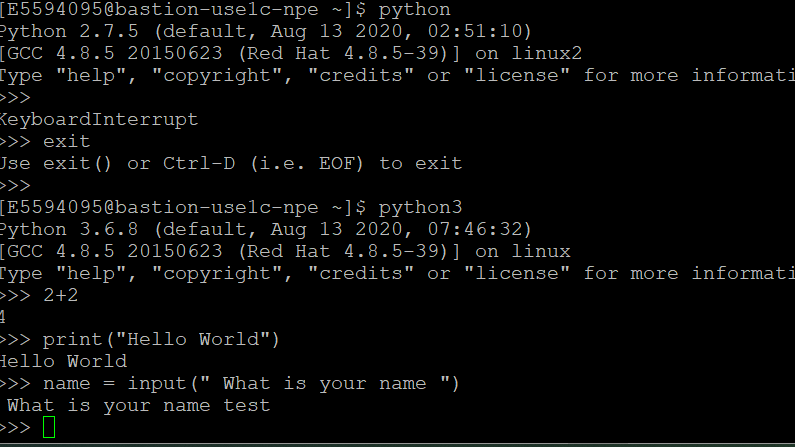 [E5594095@bastion-use1c-npe ~]$ python
Python 2.7.5 (default, Aug 13 2020, 02:51:10)
[GCC 4.8.5 20150623 (Red Hat 4.8.5-39)] on linux2
Type "help", "copyright", "credits" or "license" for more informati
>>>
KeyboardInterrupt
>>> exit
Use exit() or Ctrl-D (i.e. EOF) to exit
>>>
[E5594095@bastion-use1c-npe ~]$ python3
Python 3.6.8 (default, Aug 13 2020, 07:46:32)
[GCC 4.8.5 20150623 (Red Hat 4.8.5-39)] on linux
Type "help", "copyright", "credits" or "license" for more informati
>>> 2+2
4
>>> print("Hello World")
Hello World
>>> name = input(" What is your name ")
 What is your name test
>>>